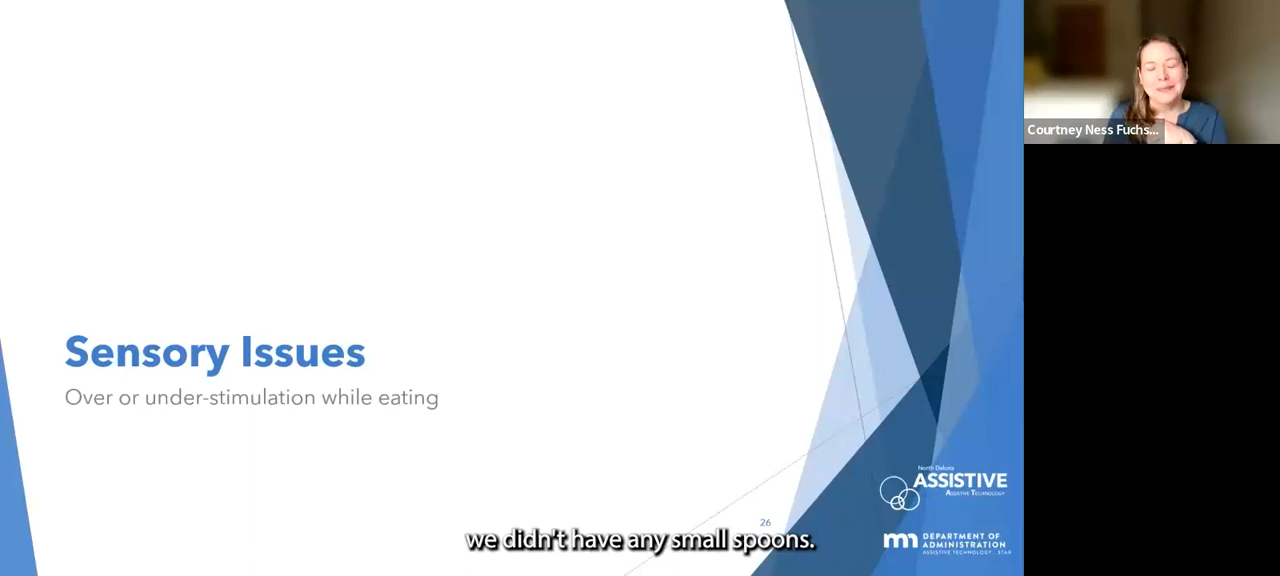 Sensory Issues
Over or under-stimulation while eating
Courtney Ness Fuchs...
North Dakota
ASSISTIVE
ASSISTIVE TECHNOLOGY
26
we didn't have any small spoons.
mn DEPARTMENT OF
ADMINISTRATION
ASSISTIVE TECHNOLOGY STAR